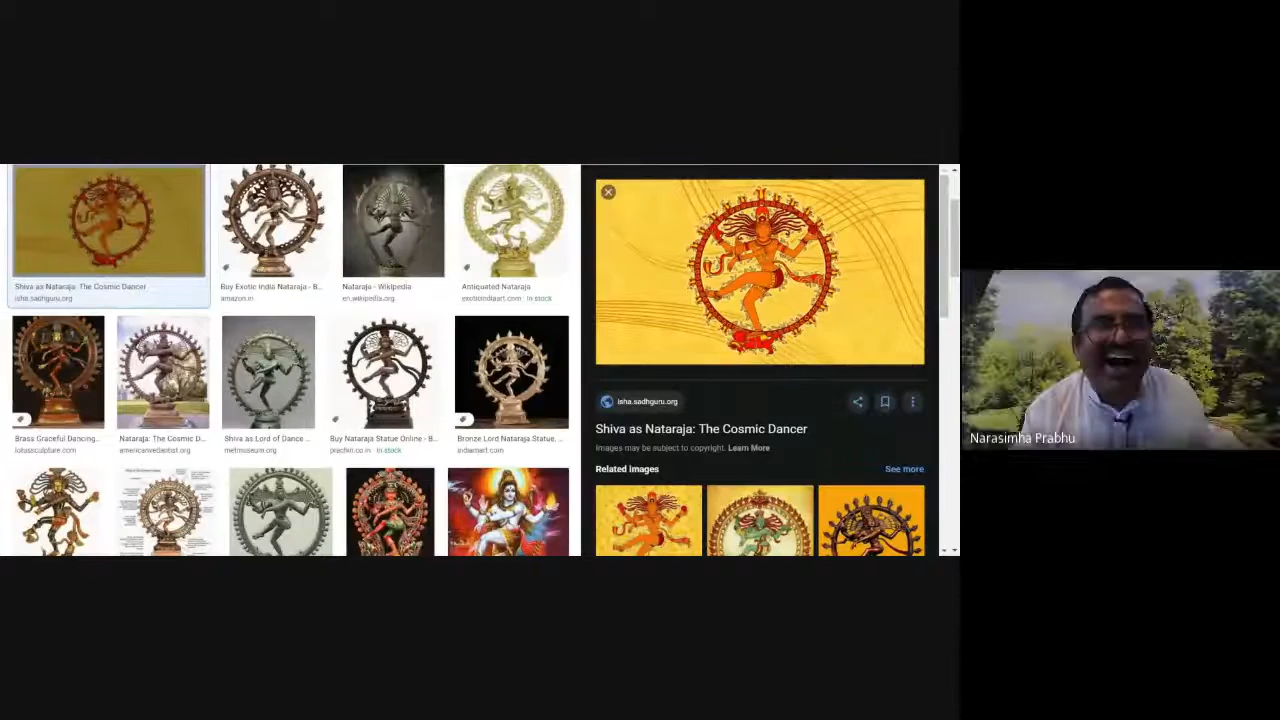 Shiva as Nataraja: The Cosmic Dancer
isha.sadhguru.org
Buy Exotic India Nataraja - B...
amazon.in
Nataraja - Wikipedia
en.wikipedia.org
Antiquated Nataraja
exoticindiaart.com · In stock
Brass Graceful Dancing...
lotussculpture.com
Nataraja: The Cosmic D...
americanvedantist.org
Shiva as Lord of Dance ...
metmuseum.org
Buy Nataraja Statue Online - B...
prachin.co.in · In stock
Bronze Lord Nataraja Statue, ...
indiamart.com
isha.sadhguru.org
Shiva as Nataraja: The Cosmic Dancer
Images may be subject to copyright. Learn More
Related images
See more
Narasimha Prabhu